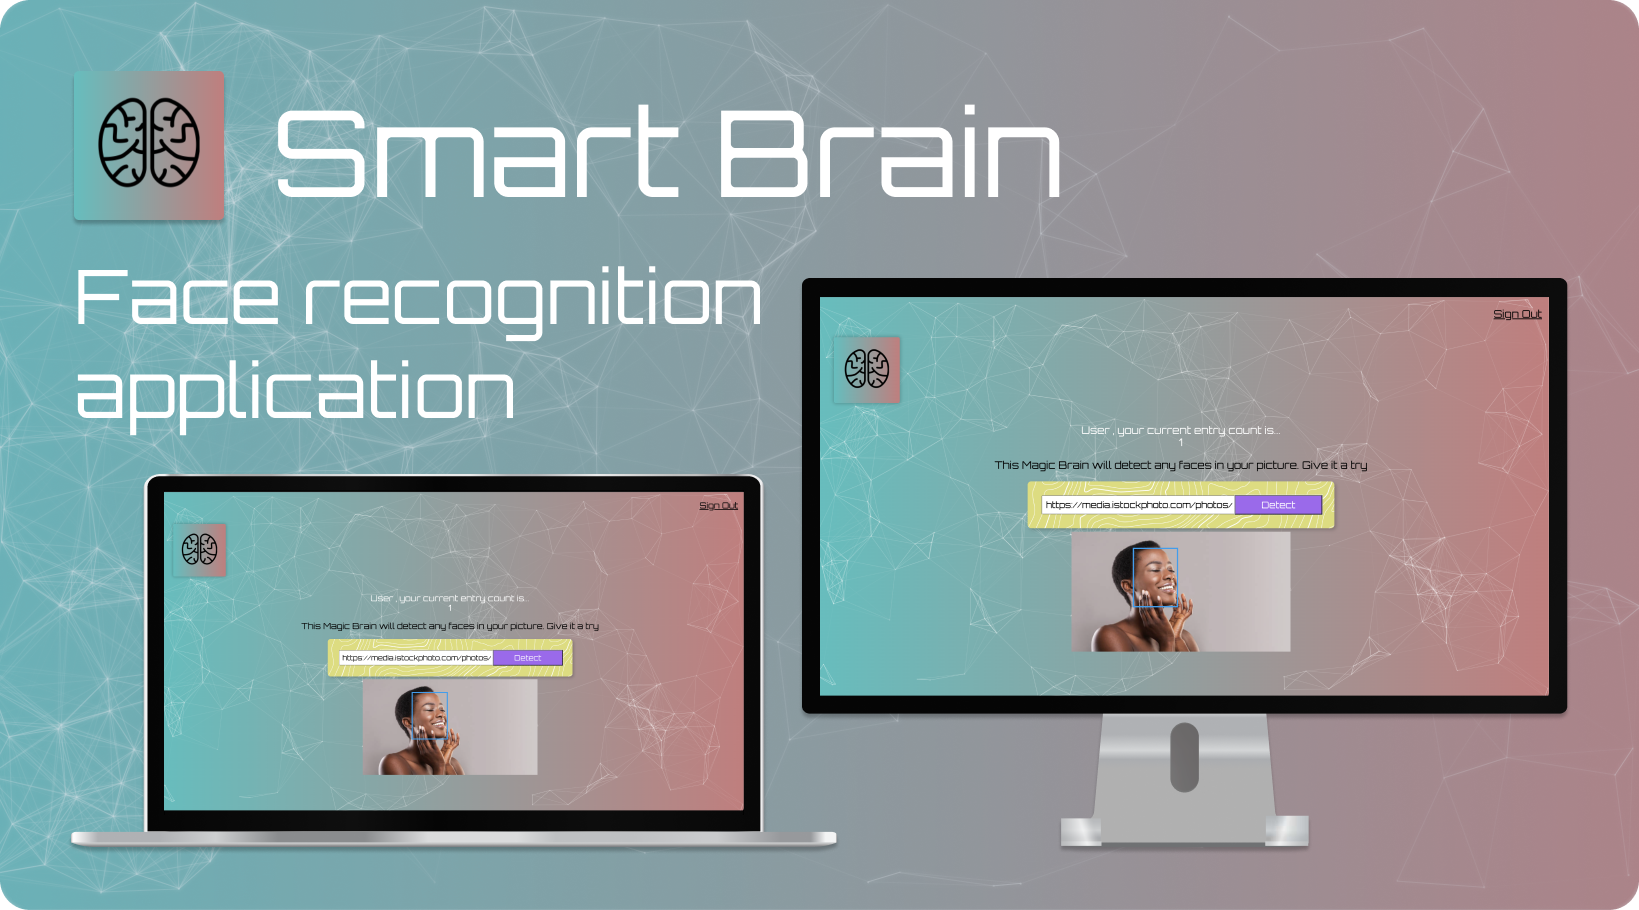 Smart Brain
Face recognition
application
Sign Out
User , your current entry count is...
1
This Magic Brain will detect any faces in your picture. Give it a try
https://media.istockphoto.com/photos/ Detect
Sign Out
User , your current entry count is...
1
This Magic Brain will detect any faces in your picture. Give it a try
https://media.istockphoto.com/photos/ Detect